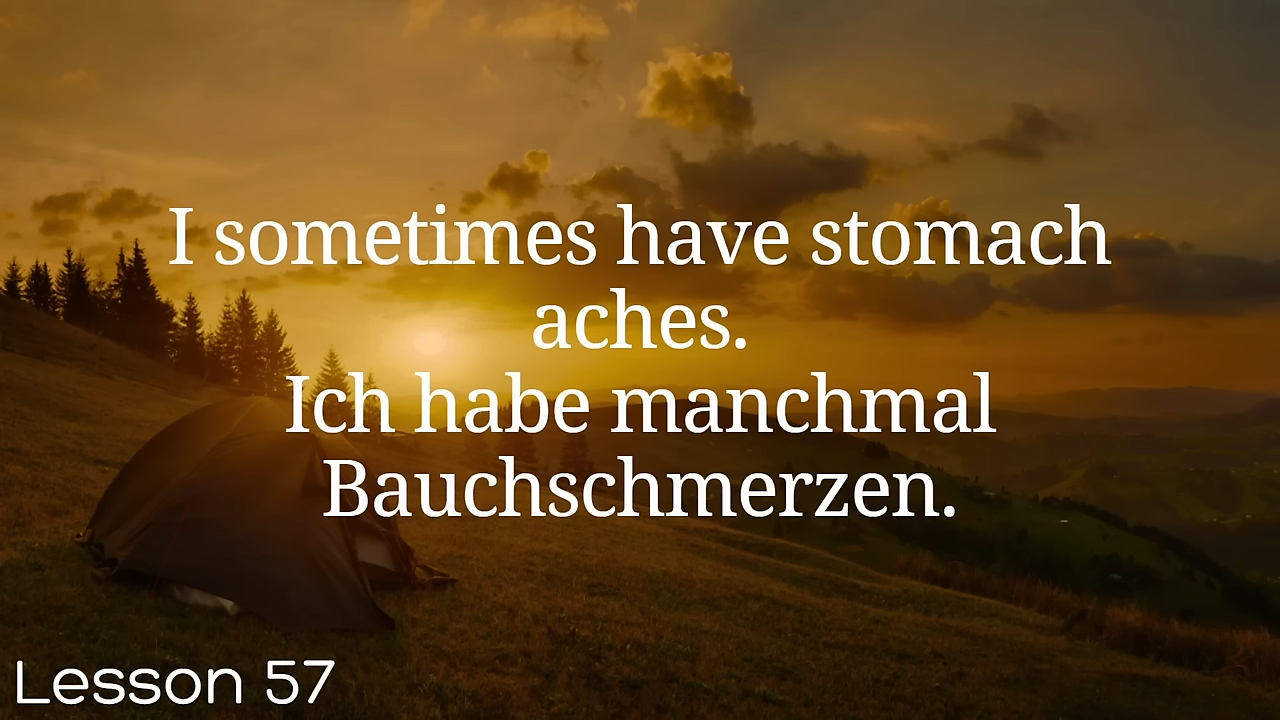 I sometimes have stomach
aches.
Ich habe manchmal
Bauchschmerzen.
Lesson 57